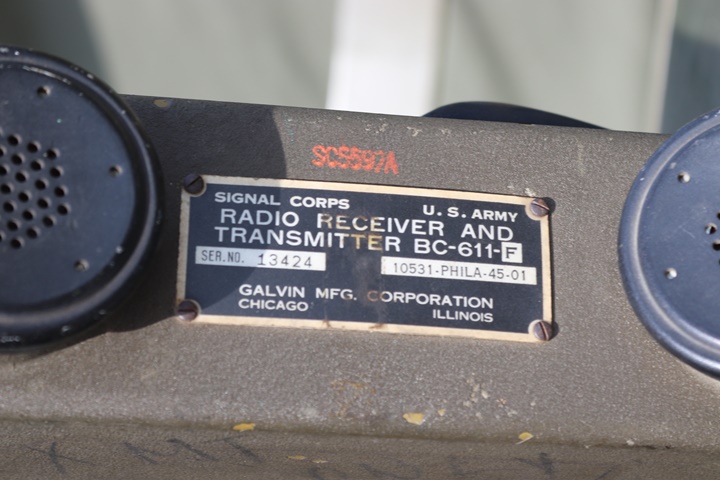 SC5597A
SIGNAL CORPS U. S. ARMY
RADIO RECEIVER AND
TRANSMITTER BC-611-F
SER. NO. 13424 10531-PHILA-45-01
GALVIN MFG. CORPORATION
CHICAGO ILLINOIS